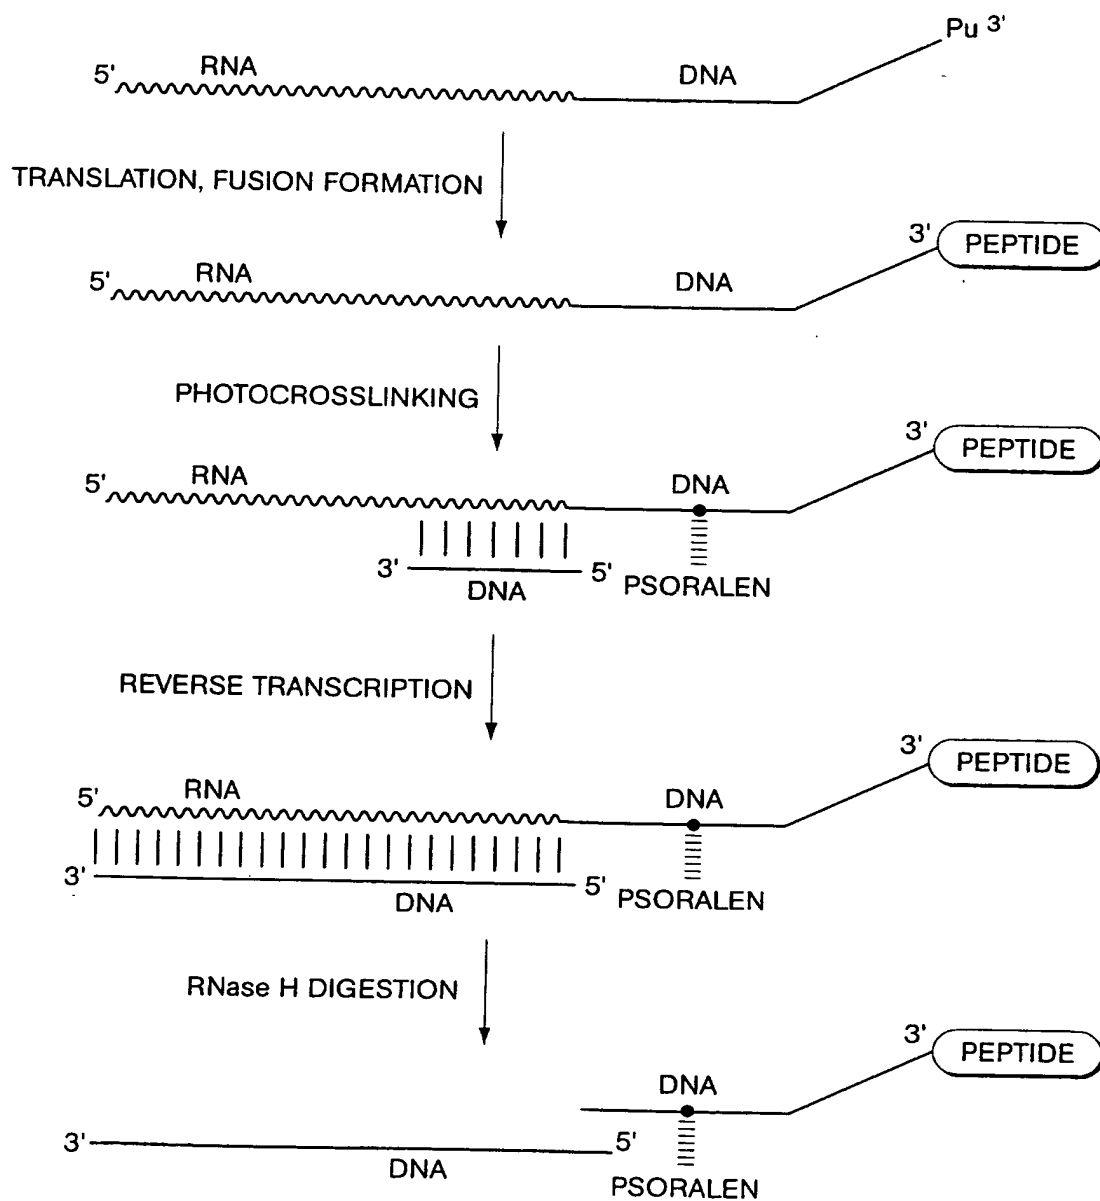 Pu 3'
5' RNA DNA
TRANSLATION, FUSION FORMATION
3' PEPTIDE
5' RNA DNA
PHOTOCROSSLINKING
3' PEPTIDE
5' RNA DNA
3' DNA 5' PSORALEN
REVERSE TRANSCRIPTION
3' PEPTIDE
5' RNA DNA
3' DNA 5' PSORALEN
RNase H DIGESTION
3' PEPTIDE
DNA
3' DNA 5' PSORALEN